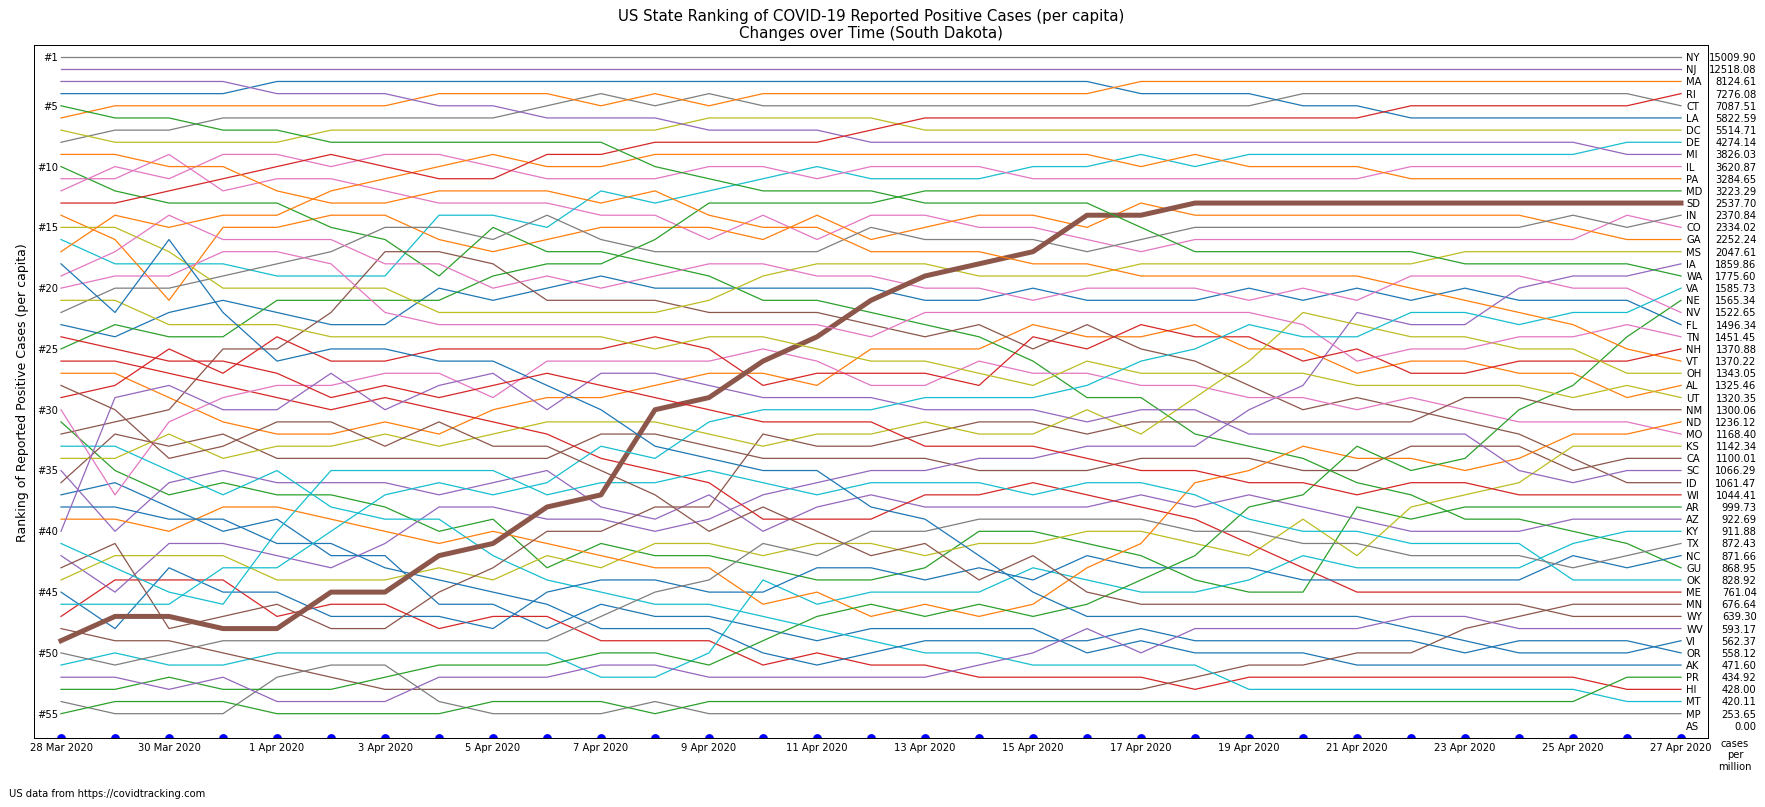 US State Ranking of COVID-19 Reported Positive Cases (per capita)
Changes over Time (South Dakota)
Ranking of Reported Positive Cases (per capita)
#1
#5
#10
#15
#20
#25
#30
#35
#40
#45
#50
#55
NY 15009.90
NJ 12518.08
MA 8124.61
RI 7276.08
CT 7087.51
LA 5822.59
DC 5514.71
DE 4274.14
MI 3826.03
IL 3620.87
PA 3284.65
MD 3223.29
SD 2537.70
IN 2370.84
CO 2334.02
GA 2252.24
MS 2047.61
IA 1859.86
WA 1775.60
VA 1585.73
NE 1565.34
NV 1522.65
FL 1496.34
TN 1451.45
NH 1370.88
VT 1370.22
OH 1343.05
AL 1325.46
UT 1320.35
NM 1300.06
ND 1236.12
MO 1168.40
KS 1142.34
CA 1100.01
SC 1066.29
ID 1061.47
WI 1044.41
AR 999.73
AZ 922.69
KY 911.88
TX 872.43
NC 871.66
GU 868.95
OK 828.92
ME 761.04
MN 676.64
WY 639.30
WV 593.17
VI 562.37
OR 558.12
AK 471.60
PR 434.92
HI 428.00
MT 420.11
MP 253.65
AS 0.00
28 Mar 2020 30 Mar 2020 1 Apr 2020 3 Apr 2020 5 Apr 2020 7 Apr 2020 9 Apr 2020 11 Apr 2020 13 Apr 2020 15 Apr 2020 17 Apr 2020 19 Apr 2020 21 Apr 2020 23 Apr 2020 25 Apr 2020 27 Apr 2020
cases
per
million
US data from https://covidtracking.com